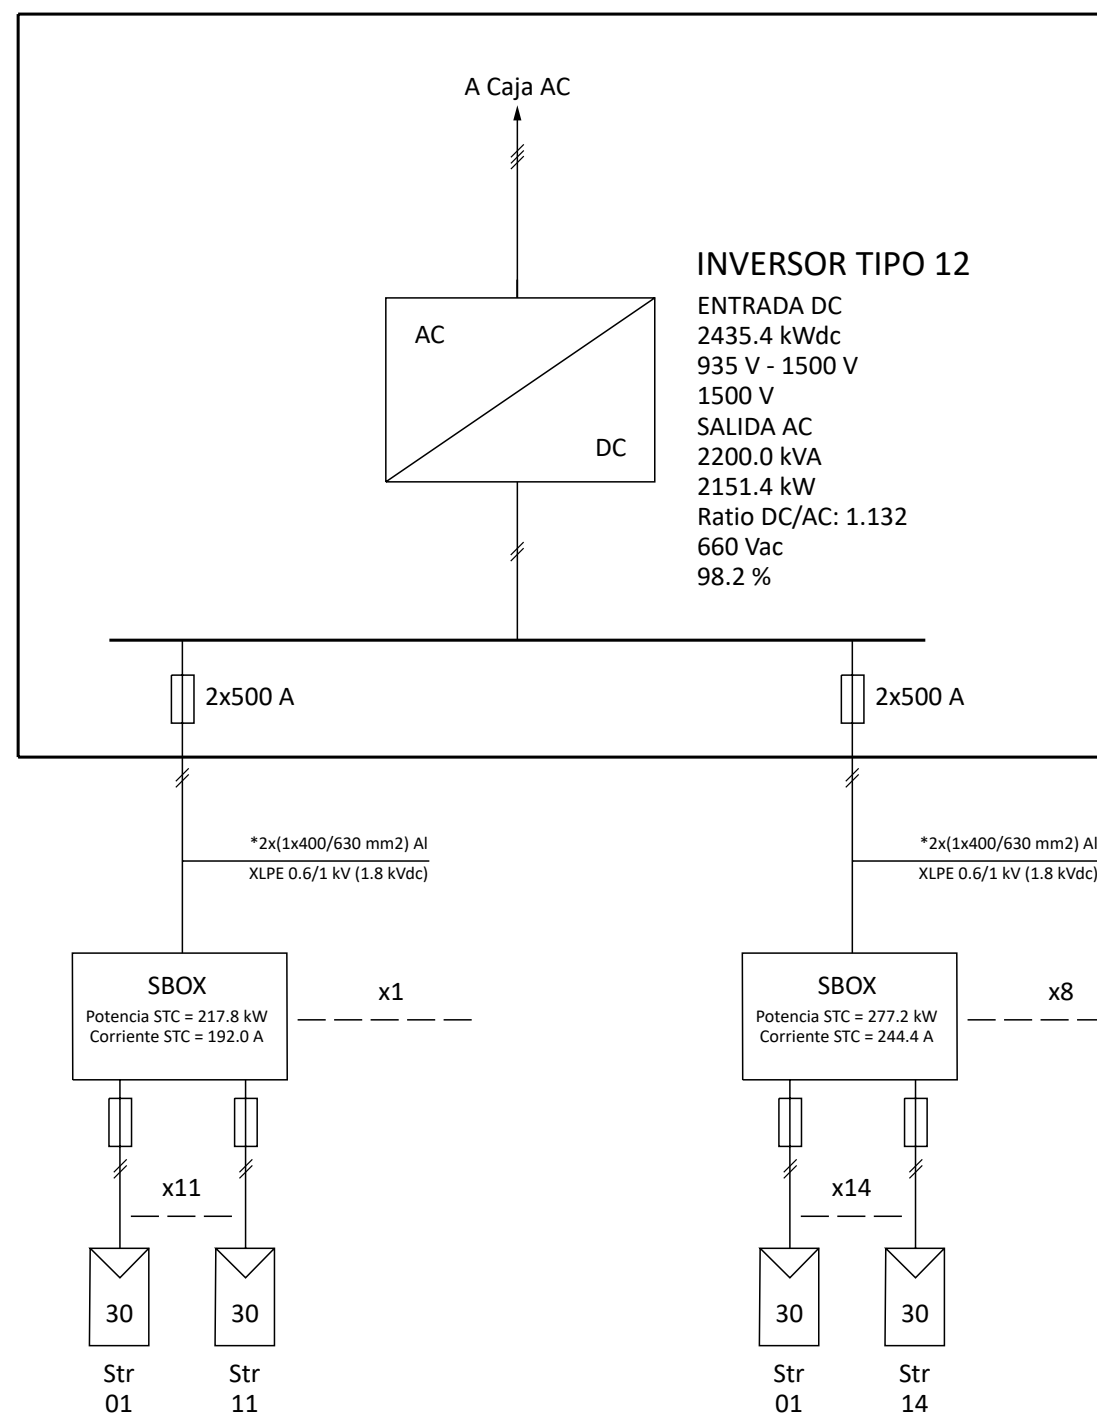 A Caja AC
INVERSOR TIPO 12
ENTRADA DC
2435.4 kWdc
935 V - 1500 V
1500 V
SALIDA AC
2200.0 kVA
2151.4 kW
Ratio DC/AC: 1.132
660 Vac
98.2 %
AC
DC
2x500 A
2x500 A
*2x(1x400/630 mm2) Al
XLPE 0.6/1 kV (1.8 kVdc)
*2x(1x400/630 mm2) Al
XLPE 0.6/1 kV (1.8 kVdc)
SBOX
Potencia STC = 217.8 kW
Corriente STC = 192.0 A
x1
SBOX
Potencia STC = 277.2 kW
Corriente STC = 244.4 A
x8
x11
x14
30
30
30
30
Str
01
Str
11
Str
01
Str
14